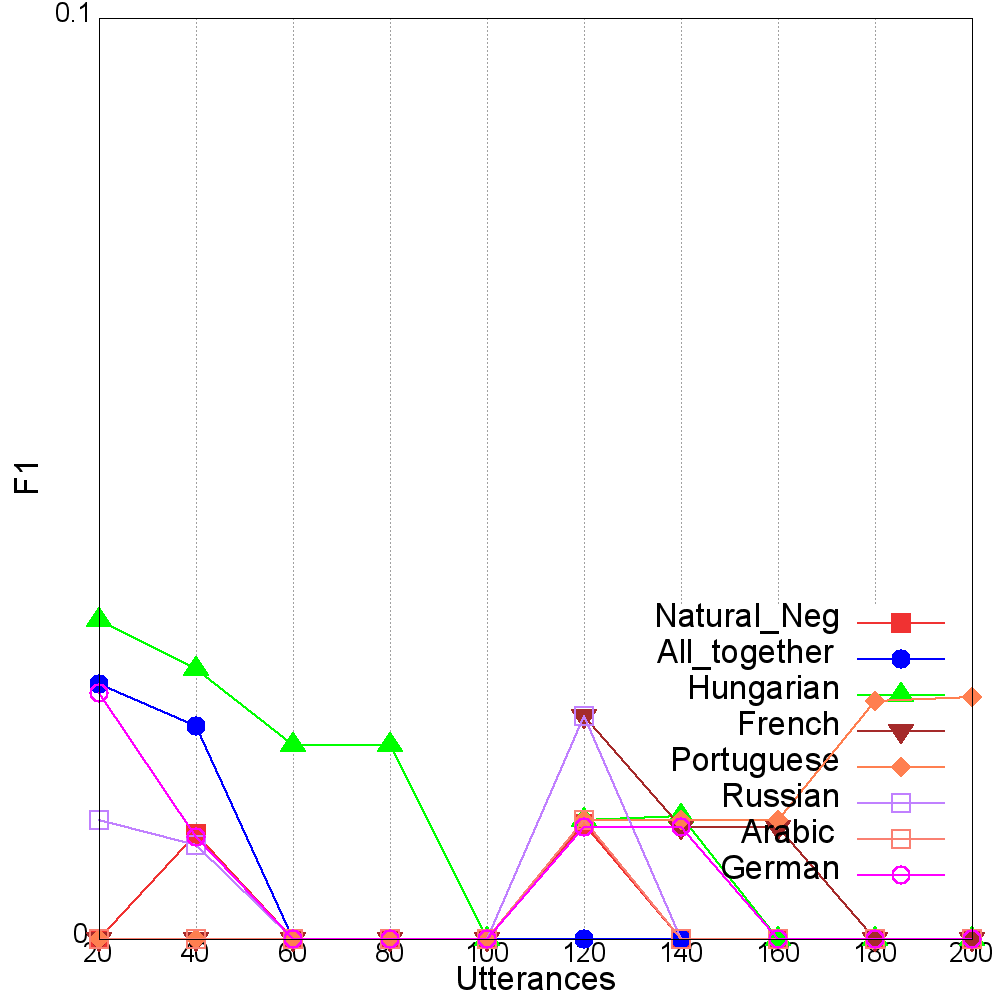 0.1
F1
Natural_Neg
All_together
Hungarian
French
Portuguese
Russian
Arabic
German
0
20 40 60 80 100 120 140 160 180 200
Utterances